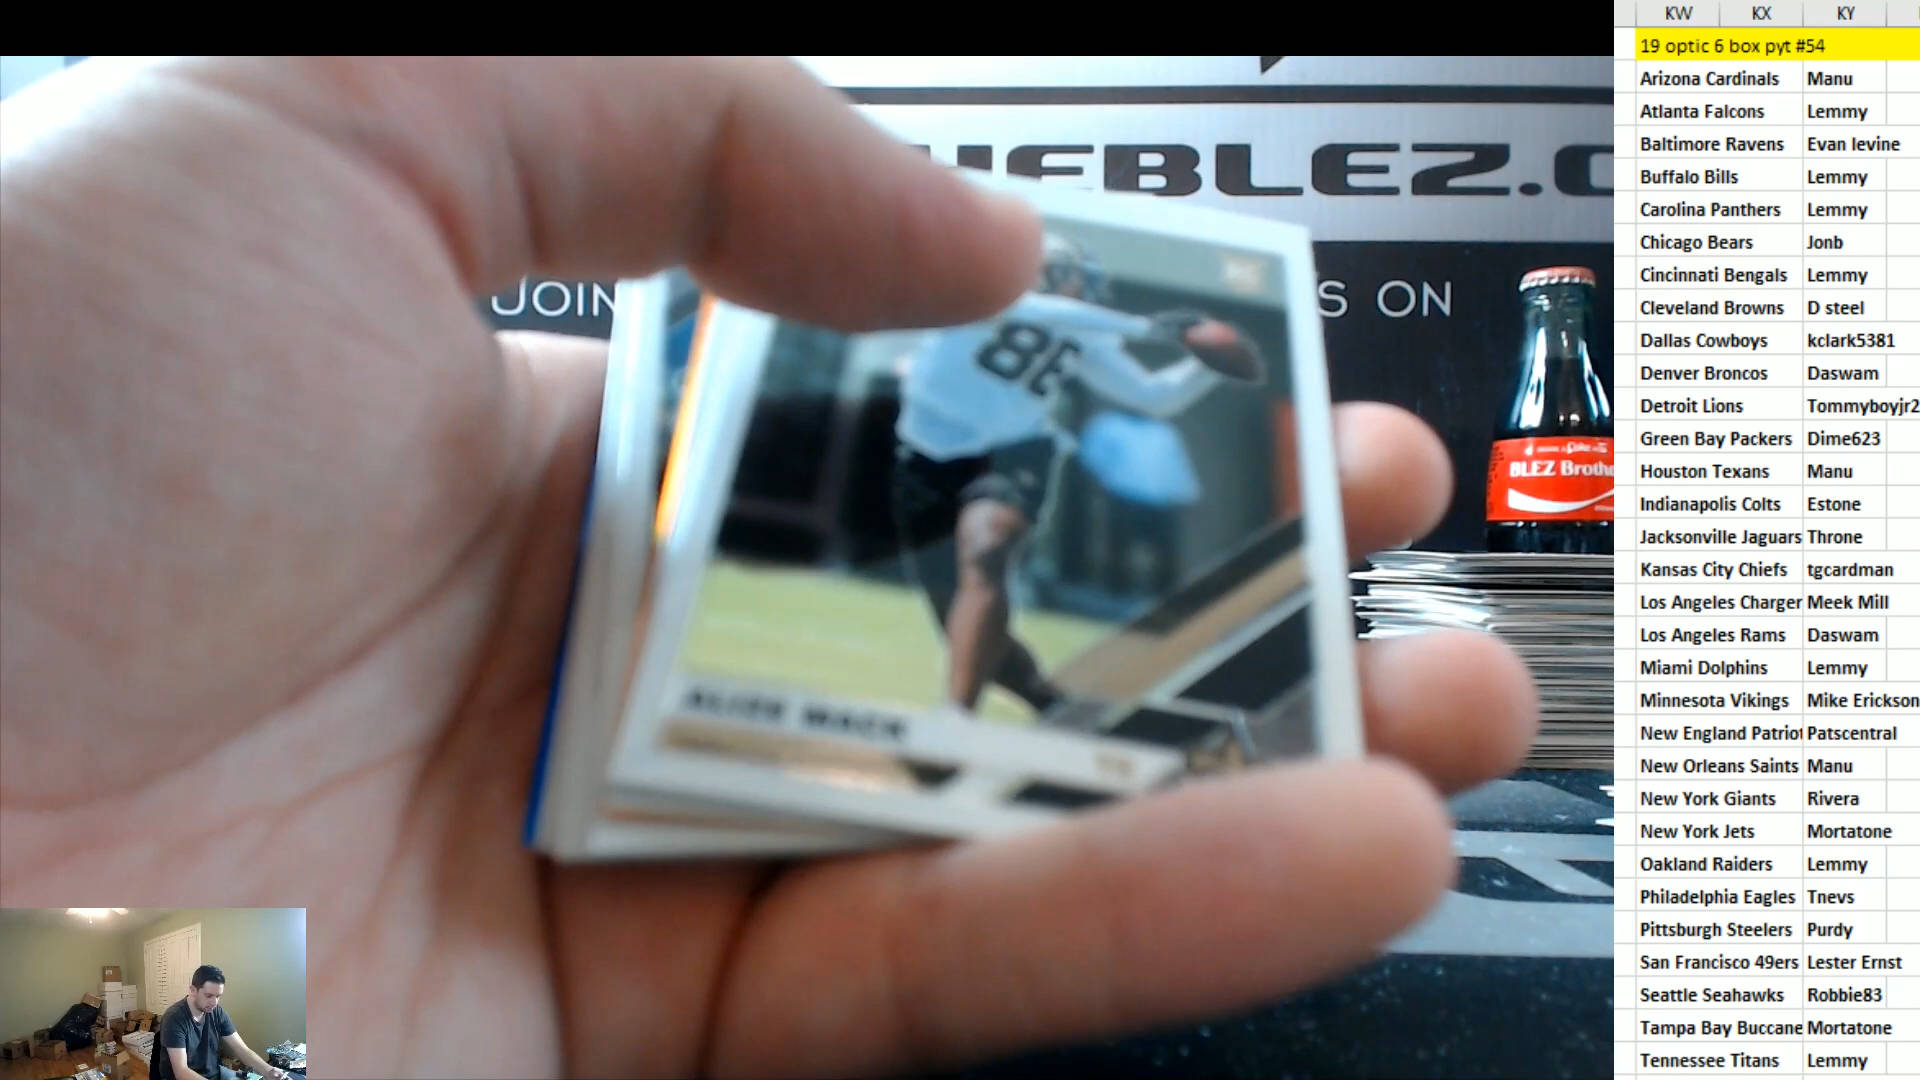 KW KX KY
19 optic 6 box pyt #54
Arizona Cardinals Manu
Atlanta Falcons Lemmy
Baltimore Ravens Evan levine
Buffalo Bills Lemmy
Carolina Panthers Lemmy
Chicago Bears Jonb
Cincinnati Bengals Lemmy
Cleveland Browns D steel
Dallas Cowboys kclark5381
Denver Broncos Daswam
Detroit Lions Tommyboyjr2
Green Bay Packers Dime623
Houston Texans Manu
Indianapolis Colts Estone
Jacksonville Jaguars Throne
Kansas City Chiefs tgcardman
Los Angeles Charger Meek Mill
Los Angeles Rams Daswam
Miami Dolphins Lemmy
Minnesota Vikings Mike Erickson
New England Patriot Patscentral
New Orleans Saints Manu
New York Giants Rivera
New York Jets Mortatone
Oakland Raiders Lemmy
Philadelphia Eagles Tnevs
Pittsburgh Steelers Purdy
San Francisco 49ers Lester Ernst
Seattle Seahawks Robbie83
Tampa Bay Buccane Mortatone
Tennessee Titans Lemmy
HEBLEZ.C
JOIN S ON
BLEZ Brothe
ALIZE MACK